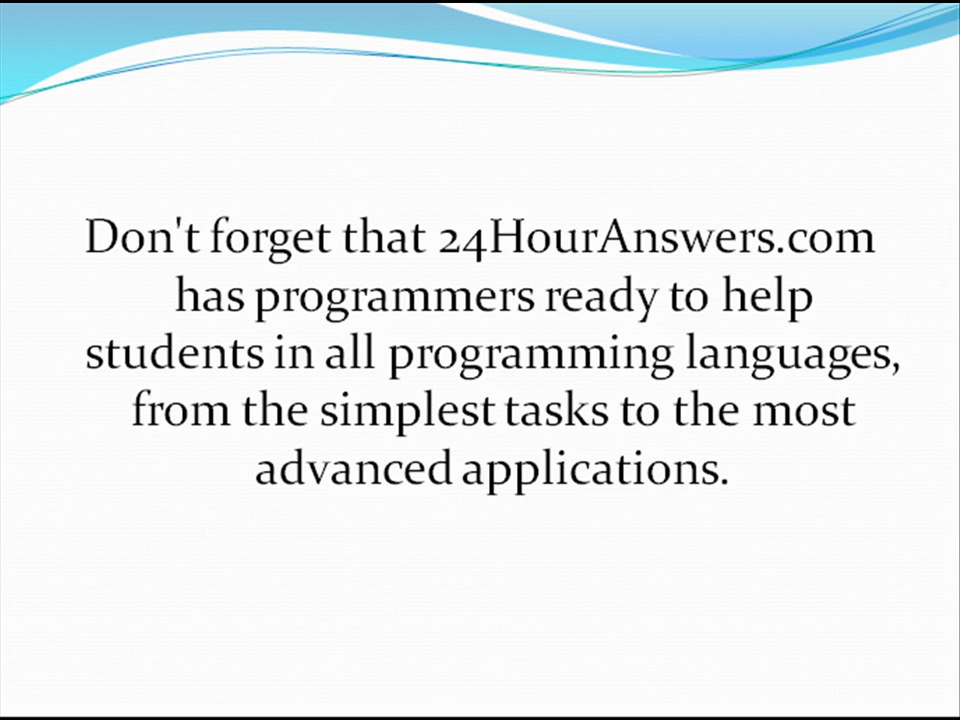 Don't forget that 24HourAnswers.com
has programmers ready to help
students in all programming languages,
from the simplest tasks to the most
advanced applications.